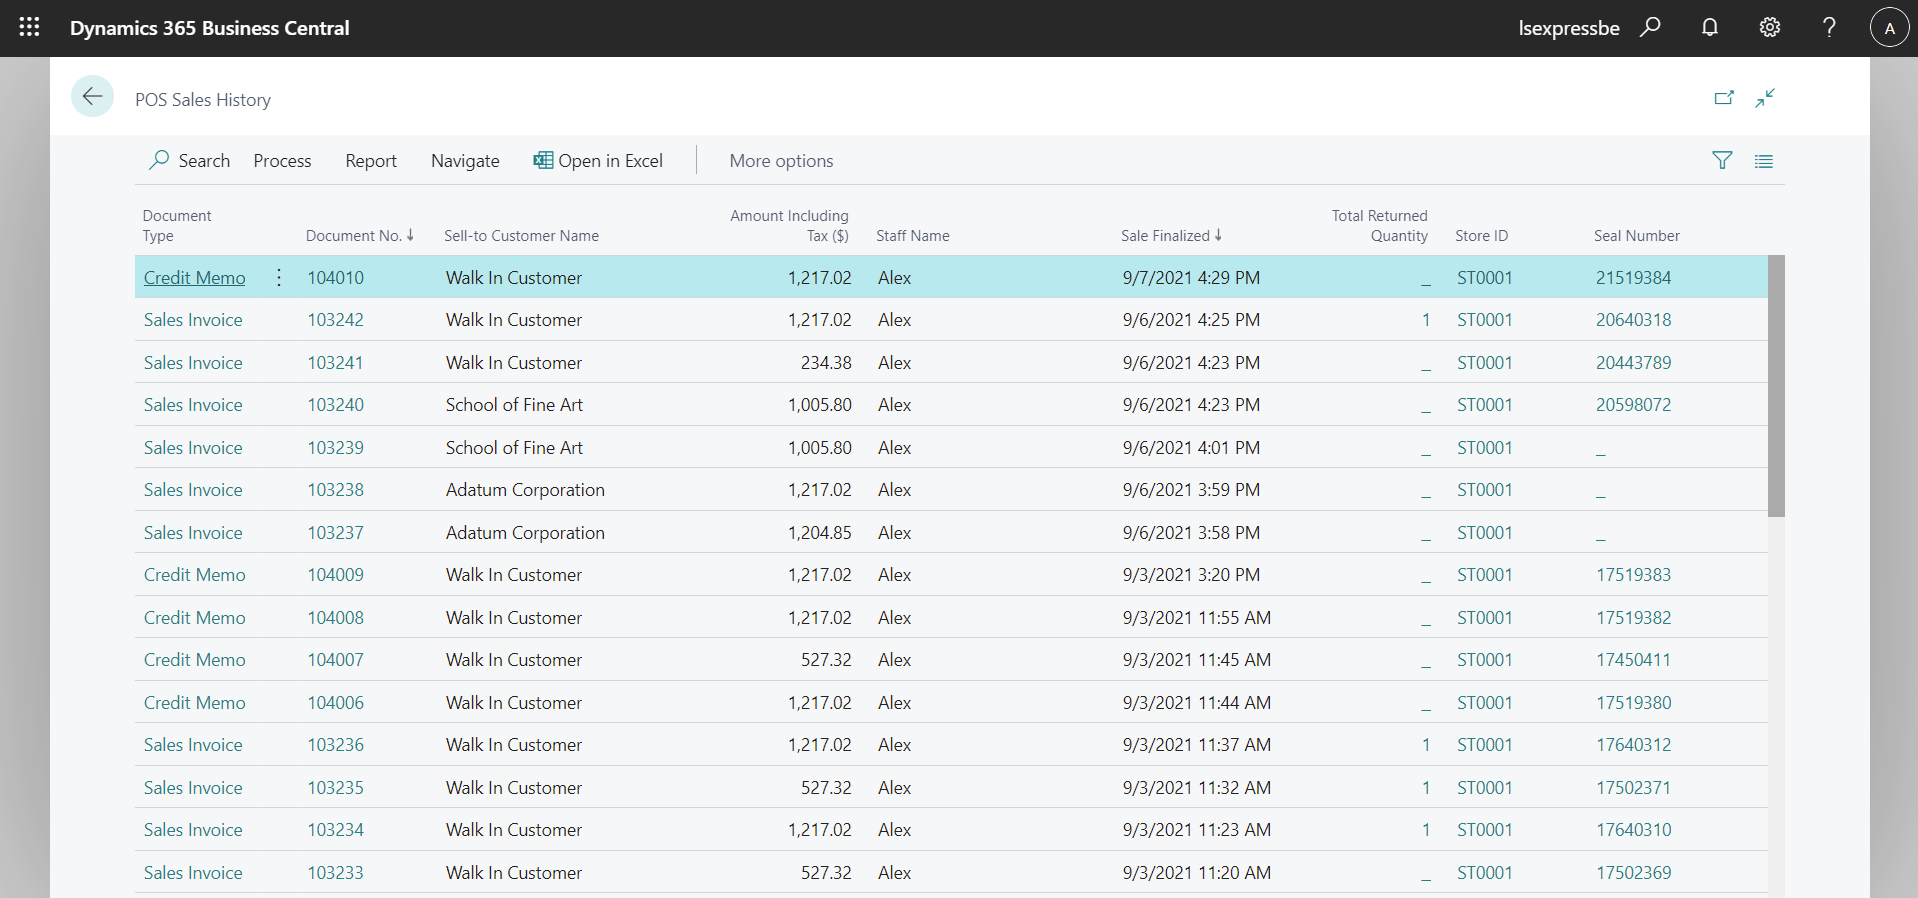 Dynamics 365 Business Central lsexpressbe ? A
POS Sales History
Search Process Report Navigate Open in Excel More options
Document Type Document No. ↓ Sell-to Customer Name Amount Including Tax ($) Staff Name Sale Finalized ↓ Total Returned Quantity Store ID Seal Number
Credit Memo 104010 Walk In Customer 1,217.02 Alex 9/7/2021 4:29 PM _ ST0001 21519384
Sales Invoice 103242 Walk In Customer 1,217.02 Alex 9/6/2021 4:25 PM 1 ST0001 20640318
Sales Invoice 103241 Walk In Customer 234.38 Alex 9/6/2021 4:23 PM _ ST0001 20443789
Sales Invoice 103240 School of Fine Art 1,005.80 Alex 9/6/2021 4:23 PM _ ST0001 20598072
Sales Invoice 103239 School of Fine Art 1,005.80 Alex 9/6/2021 4:01 PM _ ST0001 _
Sales Invoice 103238 Adatum Corporation 1,217.02 Alex 9/6/2021 3:59 PM _ ST0001 _
Sales Invoice 103237 Adatum Corporation 1,204.85 Alex 9/6/2021 3:58 PM _ ST0001 _
Credit Memo 104009 Walk In Customer 1,217.02 Alex 9/3/2021 3:20 PM _ ST0001 17519383
Credit Memo 104008 Walk In Customer 1,217.02 Alex 9/3/2021 11:55 AM _ ST0001 17519382
Credit Memo 104007 Walk In Customer 527.32 Alex 9/3/2021 11:45 AM _ ST0001 17450411
Credit Memo 104006 Walk In Customer 1,217.02 Alex 9/3/2021 11:44 AM _ ST0001 17519380
Sales Invoice 103236 Walk In Customer 1,217.02 Alex 9/3/2021 11:37 AM 1 ST0001 17640312
Sales Invoice 103235 Walk In Customer 527.32 Alex 9/3/2021 11:32 AM 1 ST0001 17502371
Sales Invoice 103234 Walk In Customer 1,217.02 Alex 9/3/2021 11:23 AM 1 ST0001 17640310
Sales Invoice 103233 Walk In Customer 527.32 Alex 9/3/2021 11:20 AM _ ST0001 17502369